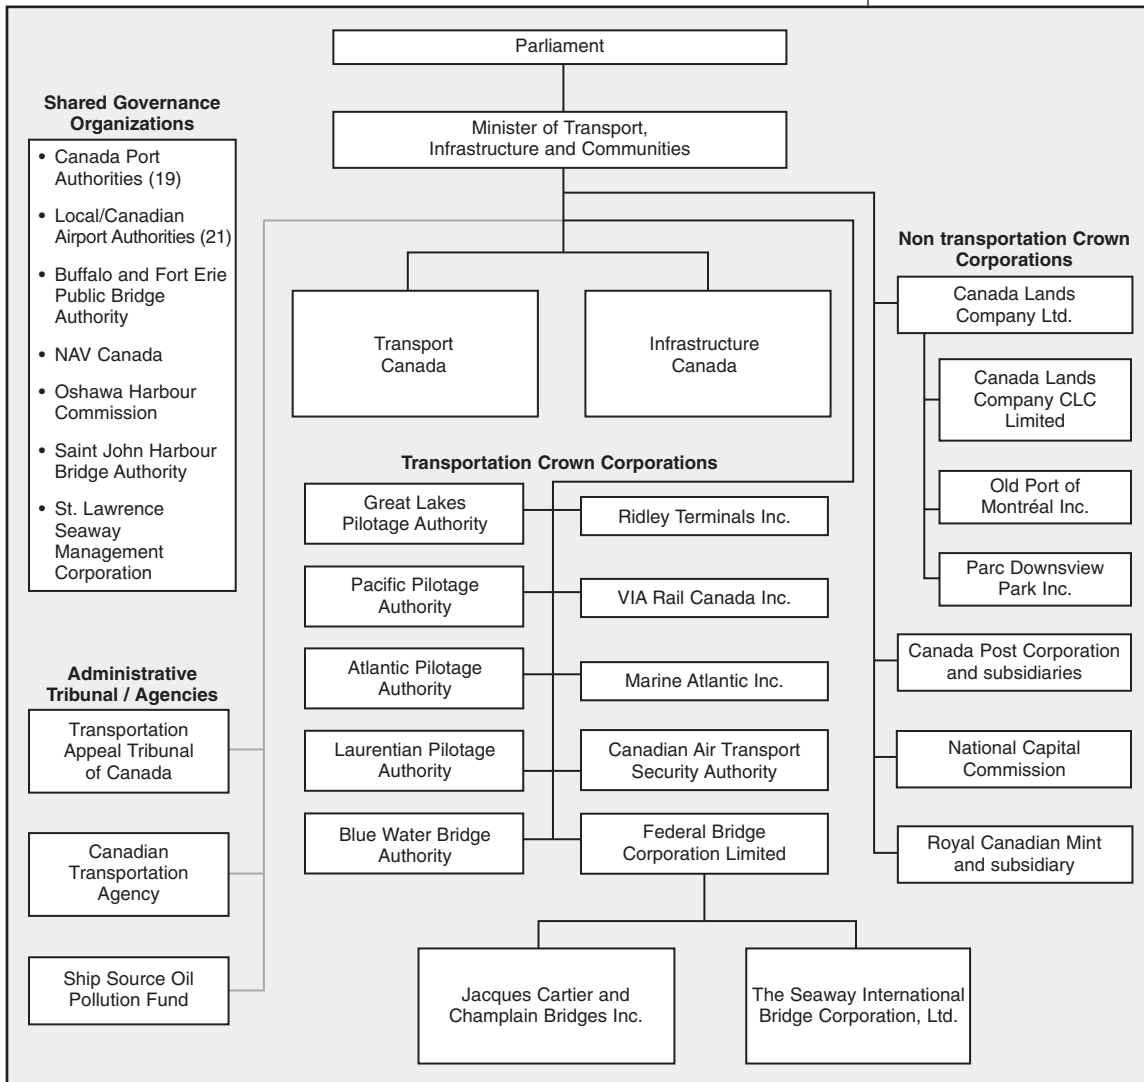 Parliament
Minister of Transport,
Infrastructure and Communities
Shared Governance
Organizations
• Canada Port
Authorities (19)
• Local/Canadian
Airport Authorities (21)
• Buffalo and Fort Erie
Public Bridge
Authority
• NAV Canada
• Oshawa Harbour
Commission
• Saint John Harbour
Bridge Authority
• St. Lawrence
Seaway
Management
Corporation
Administrative
Tribunal / Agencies
Transportation
Appeal Tribunal
of Canada
Canadian
Transportation
Agency
Ship Source Oil
Pollution Fund
Transport
Canada
Infrastructure
Canada
Transportation Crown Corporations
Great Lakes
Pilotage Authority
Ridley Terminals Inc.
Pacific Pilotage
Authority
VIA Rail Canada Inc.
Atlantic Pilotage
Authority
Marine Atlantic Inc.
Laurentian Pilotage
Authority
Canadian Air Transport
Security Authority
Blue Water Bridge
Authority
Federal Bridge
Corporation Limited
Jacques Cartier and
Champlain Bridges Inc.
The Seaway International
Bridge Corporation, Ltd.
Non transportation Crown
Corporations
Canada Lands
Company Ltd.
Canada Lands
Company CLC
Limited
Old Port of
Montréal Inc.
Parc Downsview
Park Inc.
Canada Post Corporation
and subsidiaries
National Capital
Commission
Royal Canadian Mint
and subsidiary